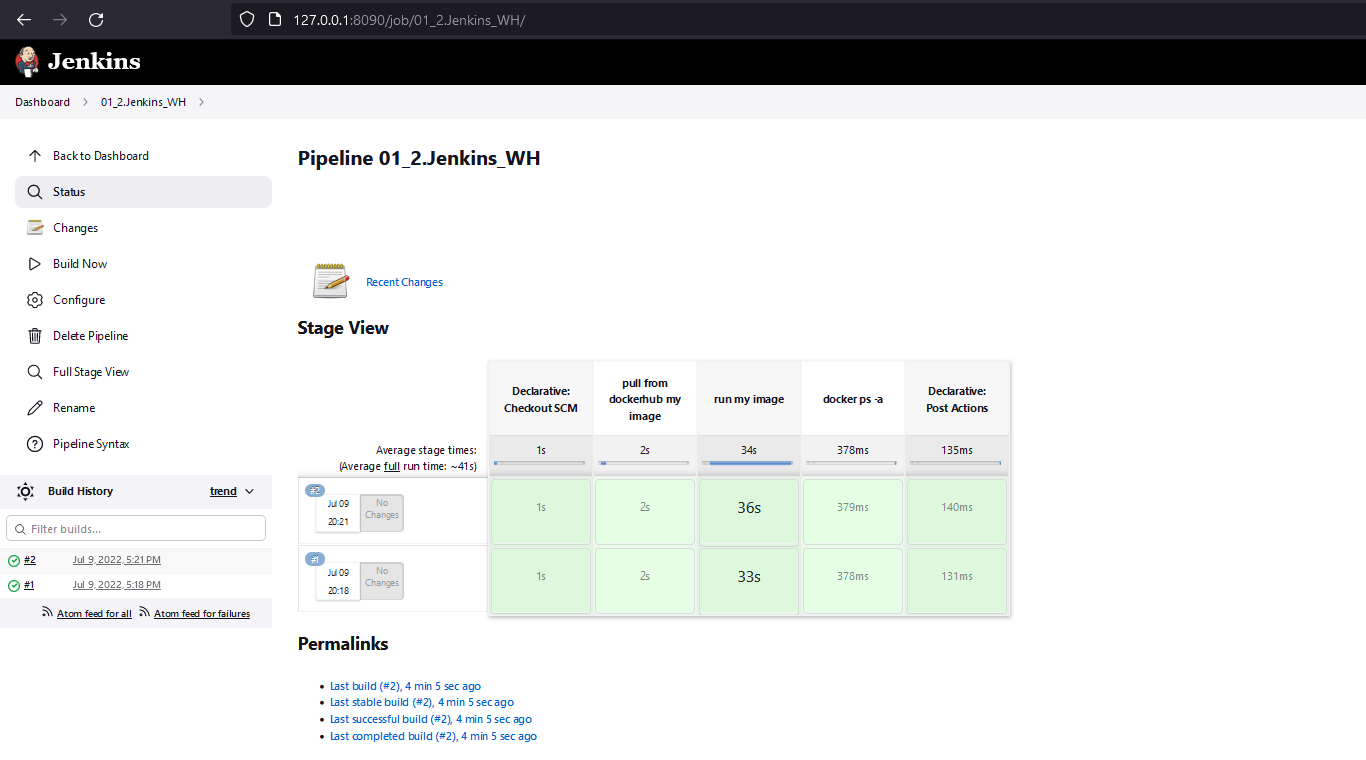 127.0.0.1:8090/job/01_2.Jenkins_WH/
Jenkins
Dashboard
01_2.Jenkins_WH
Back to Dashboard
Status
Changes
Build Now
Configure
Delete Pipeline
Full Stage View
Rename
Pipeline Syntax
Build History
trend
Filter builds...
#2
Jul 9, 2022, 5:21 PM
#1
Jul 9, 2022, 5:18 PM
Atom feed for all
Atom feed for failures
Pipeline 01_2.Jenkins_WH
Recent Changes
Stage View
Declarative:
Checkout SCM
pull from
dockerhub my
image
run my image
docker ps -a
Declarative:
Post Actions
Average stage times:
(Average full run time: ~41s)
1s
2s
34s
378ms
135ms
#2
Jul 09
20:21
No
Changes
1s
2s
36s
379ms
140ms
#1
Jul 09
20:18
No
Changes
1s
2s
33s
378ms
131ms
Permalinks
Last build (#2), 4 min 5 sec ago
Last stable build (#2), 4 min 5 sec ago
Last successful build (#2), 4 min 5 sec ago
Last completed build (#2), 4 min 5 sec ago